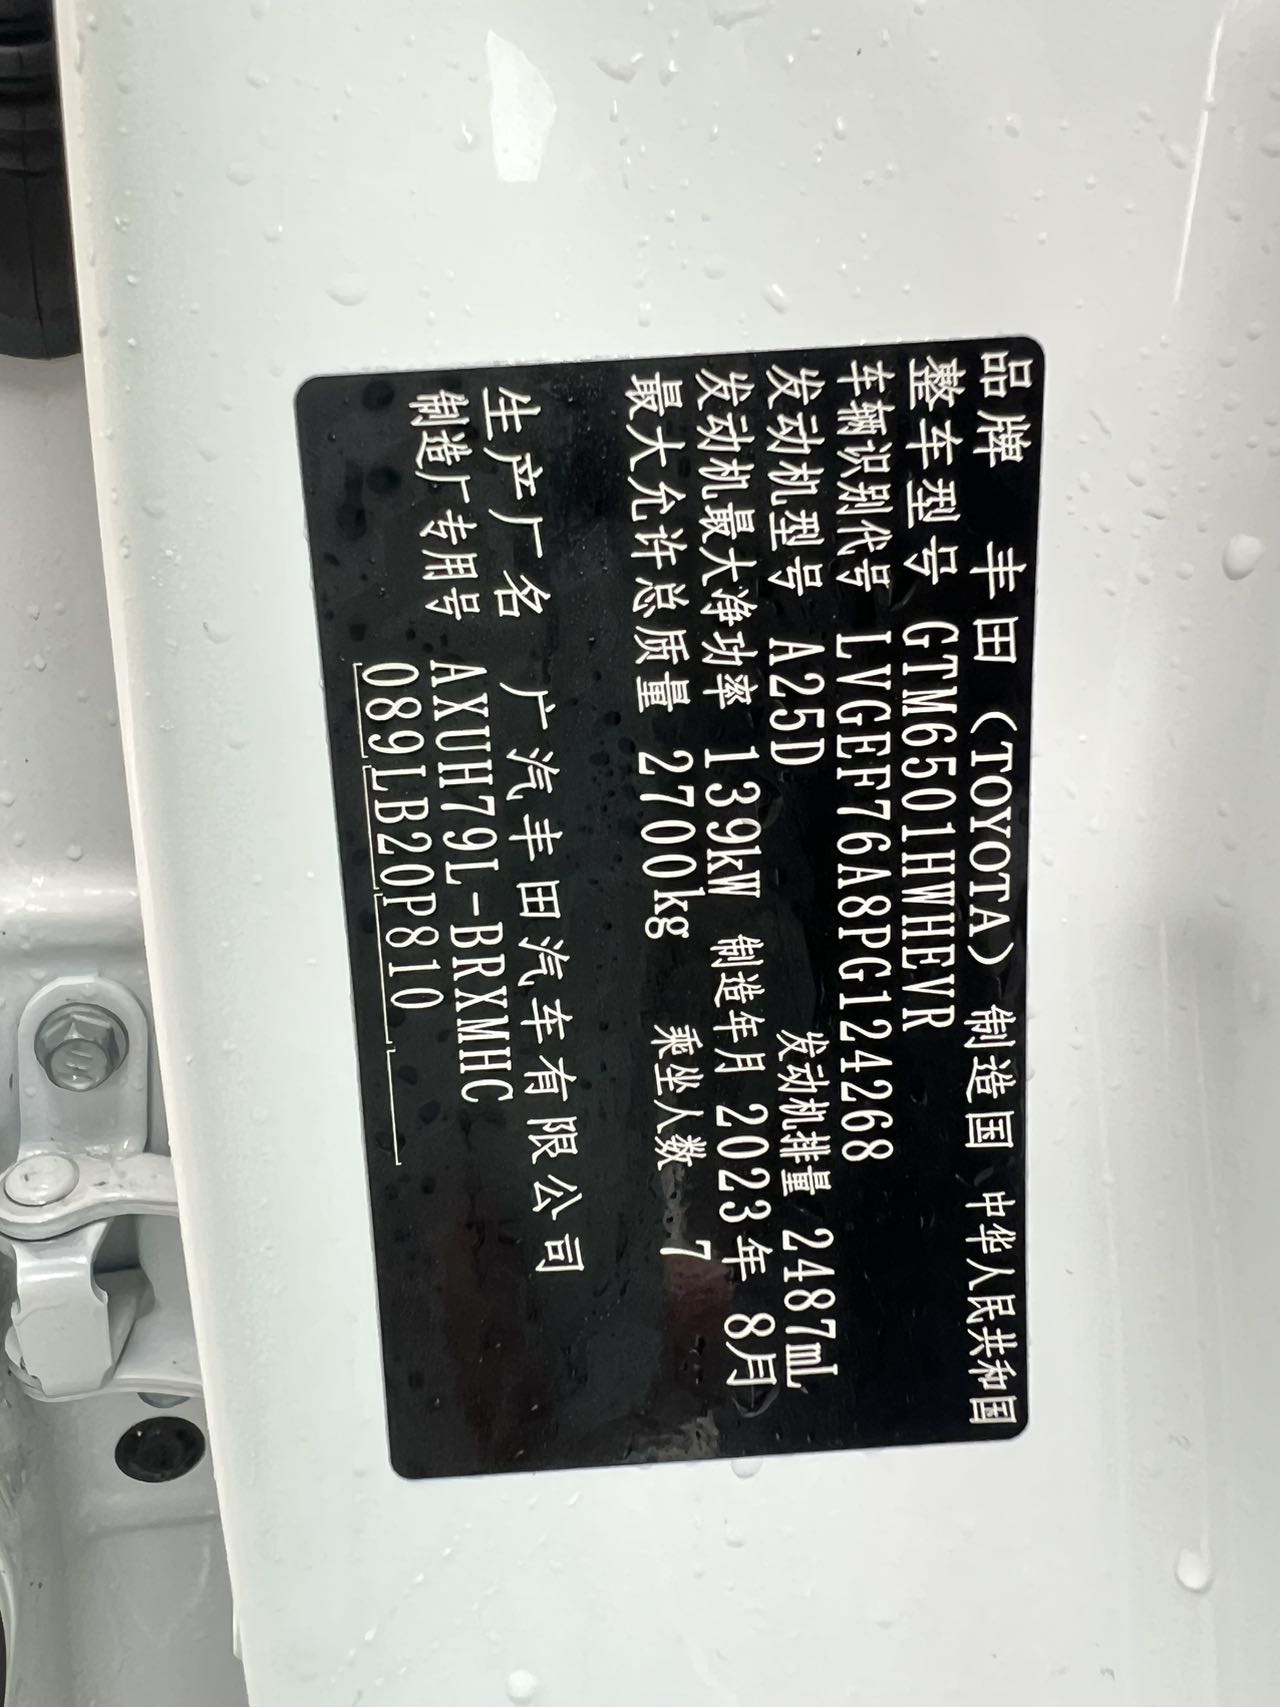 品牌 丰田（TOYOTA） 制造国 中华人民共和国
整车型号 GTM6501HWHEVR
车辆识别代号 LVGEF76A8PG124268
发动机型号 A25D 发动机排量 2487mL
发动机最大净功率 139kW 制造年月 2023年 8月
最大允许总质量 2700kg 乘坐人数 7
生产厂名 广汽丰田汽车有限公司
制造厂专用号 AXUH79L-BRXMHC
089LB20P810